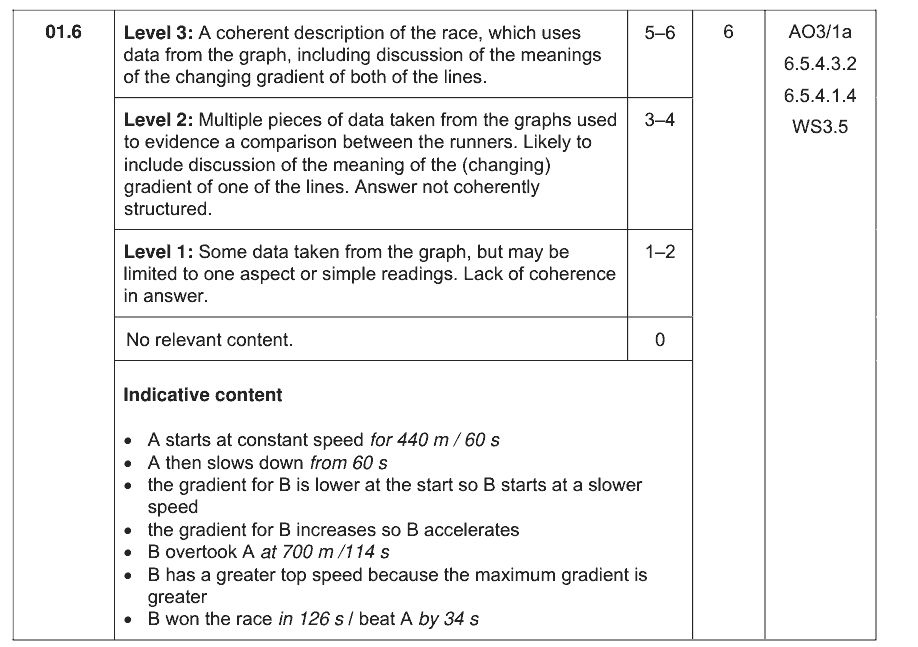 01.6
Level 3: A coherent description of the race, which uses
data from the graph, including discussion of the meanings
of the changing gradient of both of the lines.
5–6
6
AO3/1a
6.5.4.3.2
6.5.4.1.4
WS3.5
Level 2: Multiple pieces of data taken from the graphs used
to evidence a comparison between the runners. Likely to
include discussion of the meaning of the (changing)
gradient of one of the lines. Answer not coherently
structured.
3–4
Level 1: Some data taken from the graph, but may be
limited to one aspect or simple readings. Lack of coherence
in answer.
1–2
No relevant content.
0
Indicative content
• A starts at constant speed for 440 m / 60 s
• A then slows down from 60 s
• the gradient for B is lower at the start so B starts at a slower
speed
• the gradient for B increases so B accelerates
• B overtook A at 700 m /114 s
• B has a greater top speed because the maximum gradient is
greater
• B won the race in 126 s / beat A by 34 s